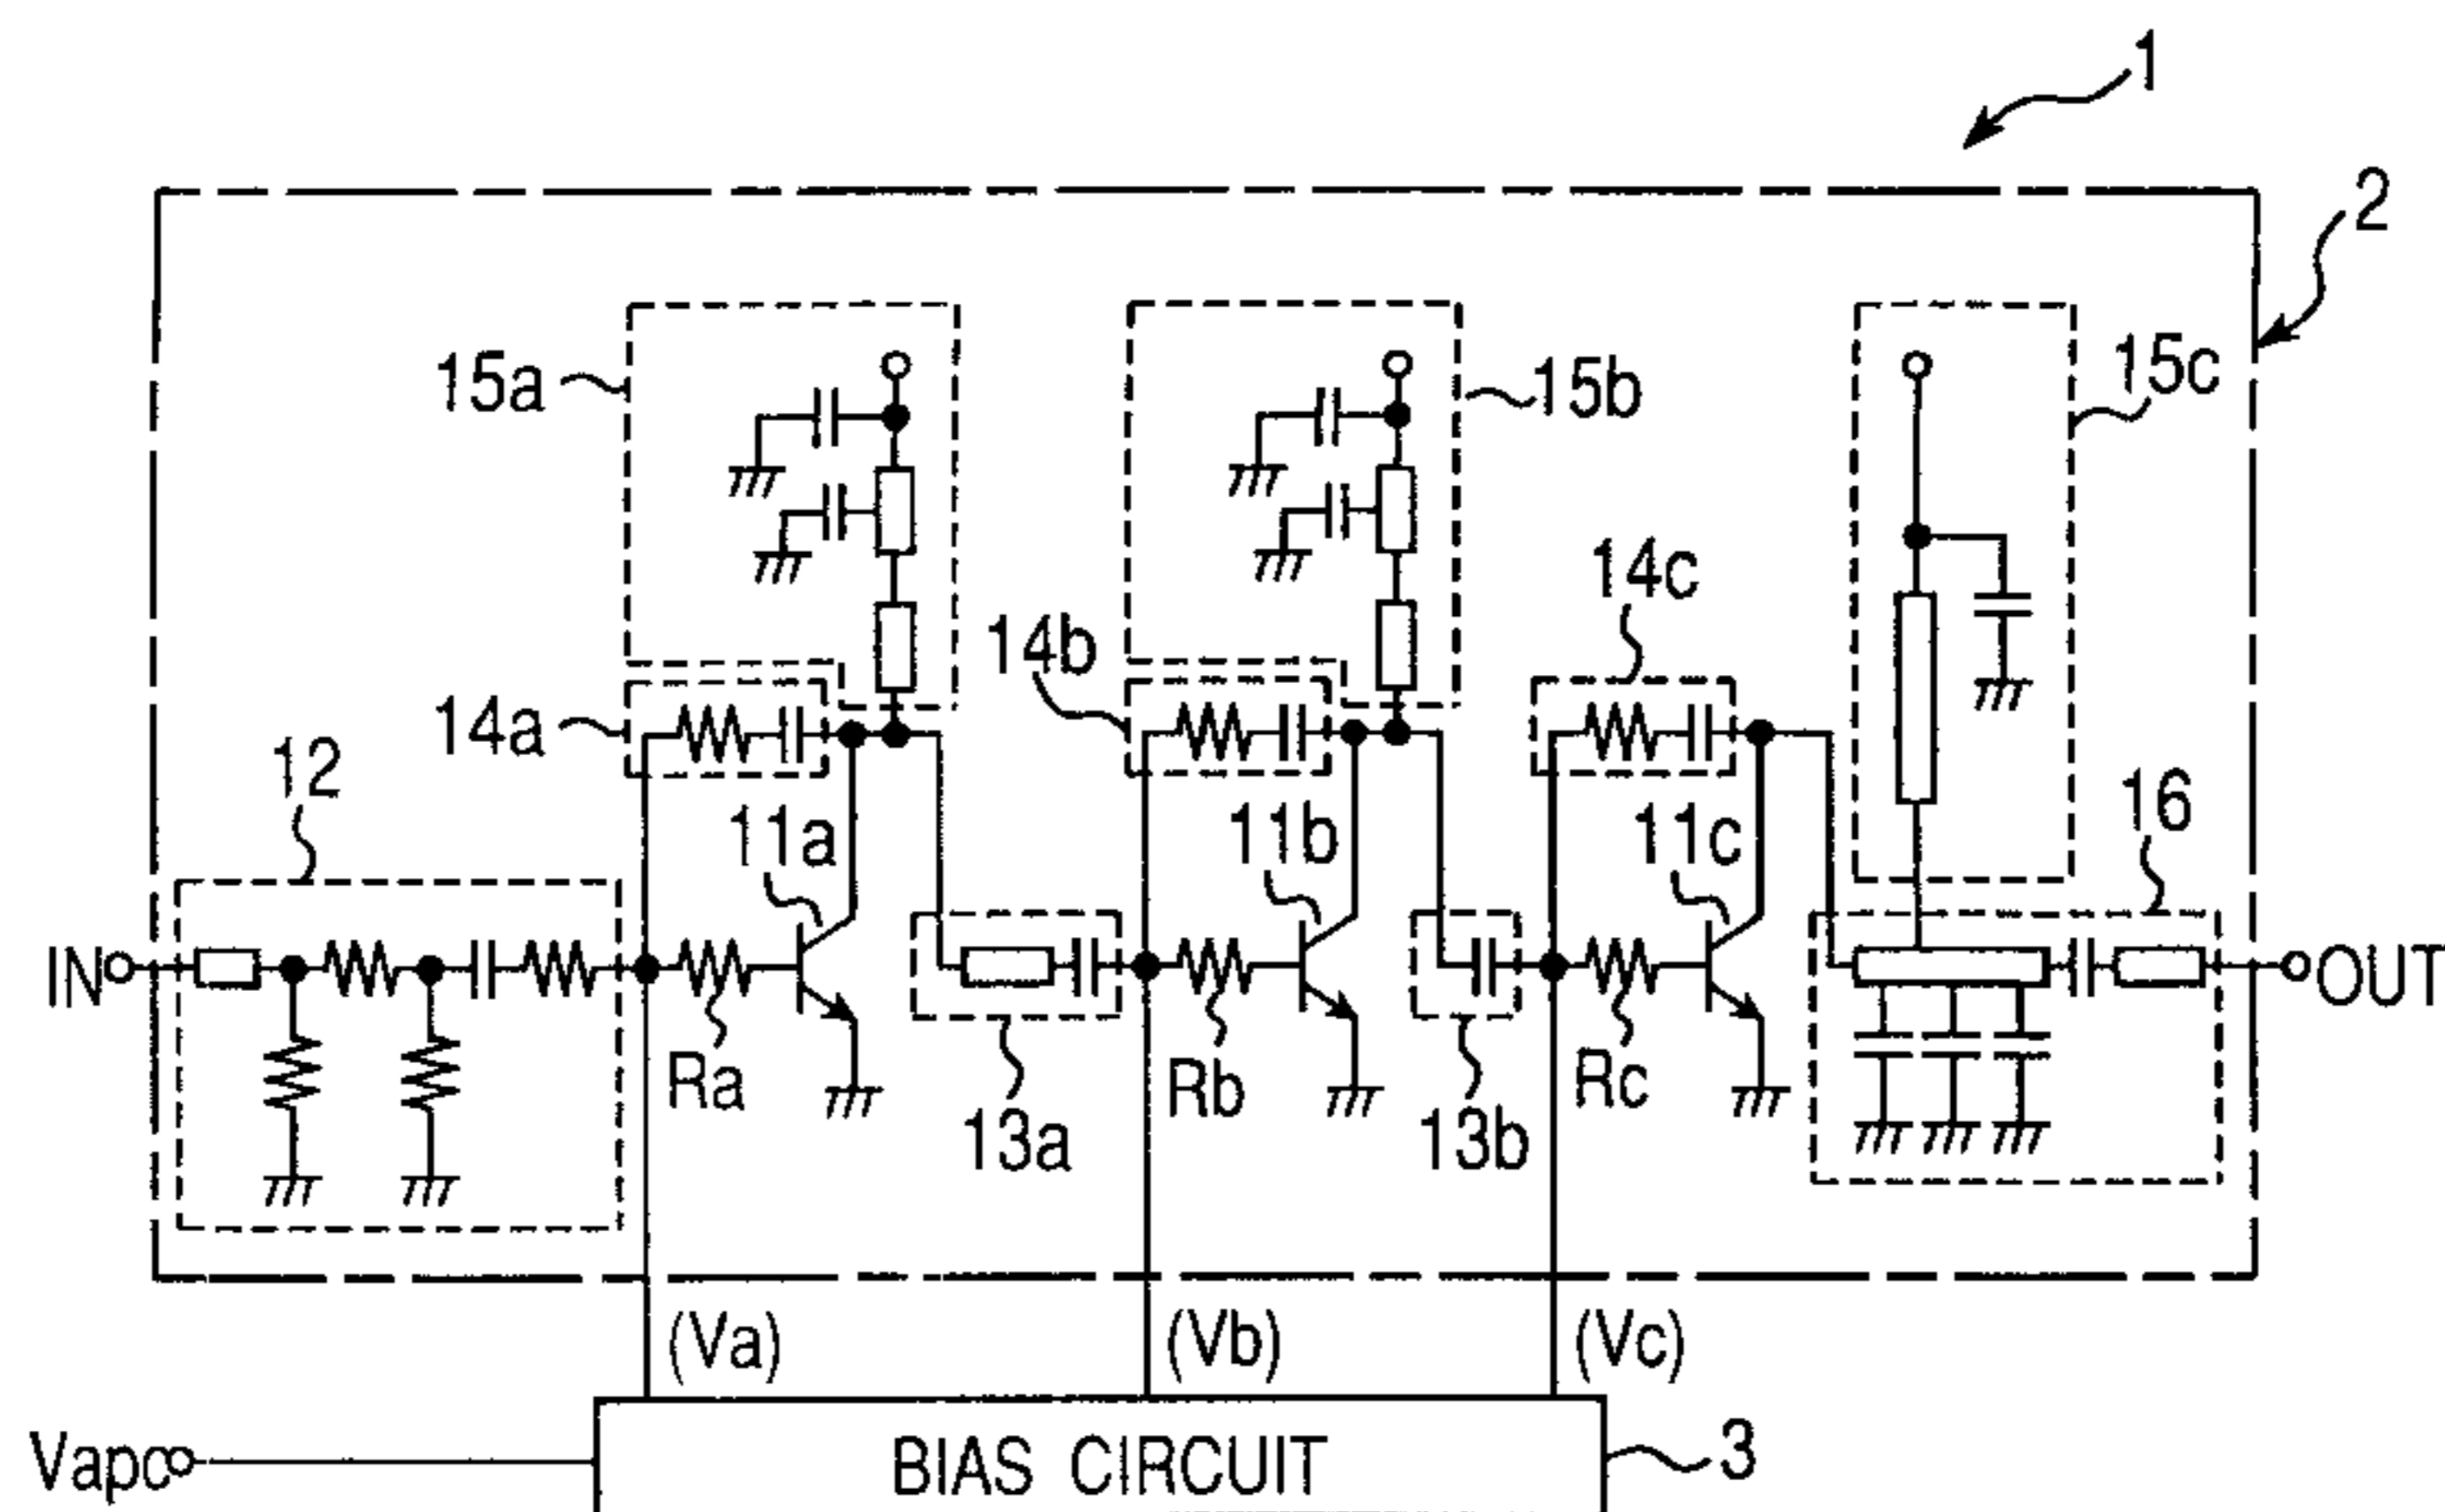 1
2
15a
15b
15c
14c
14b
14a
12
11a
11b
11c
16
IN
OUT
Ra
13a
Rb
13b
Rc
(Va)
(Vb)
(Vc)
Vapc
BIAS CIRCUIT
3